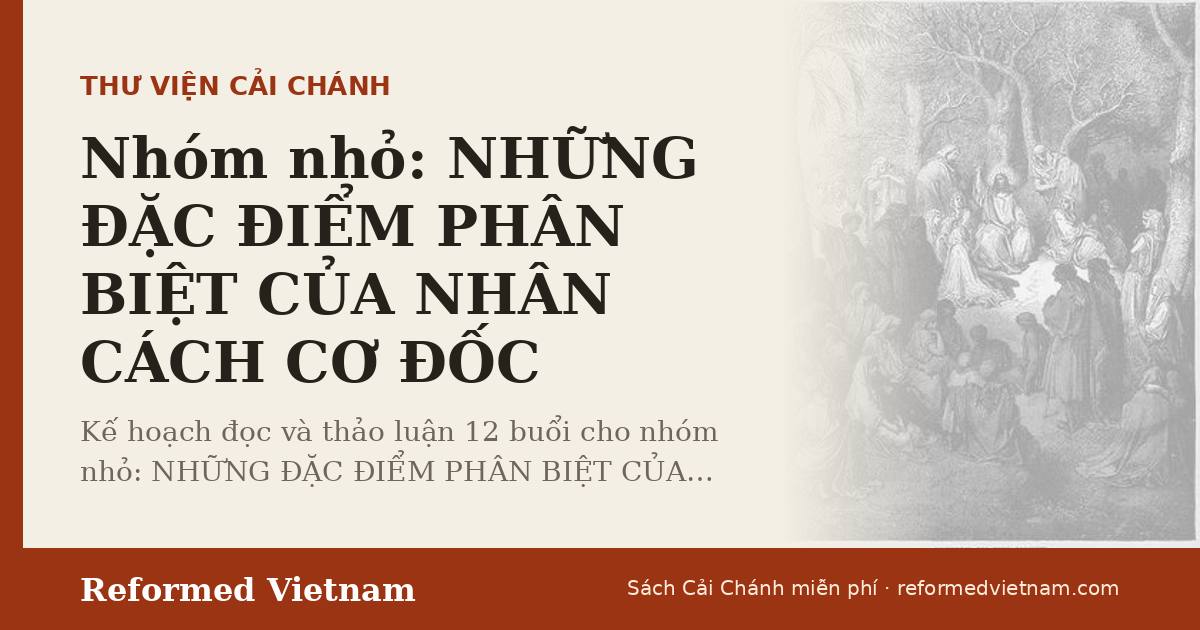 THƯ VIỆN CẢI CHÁNH
Nhóm nhỏ: NHỮNG
ĐẶC ĐIỂM PHÂN
BIỆT CỦA NHÂN
CÁCH CƠ ĐỐC
Kế hoạch đọc và thảo luận 12 buổi cho nhóm
nhỏ: NHỮNG ĐẶC ĐIỂM PHÂN BIỆT CỦA...
Reformed Vietnam
Sách Cải Chánh miễn phí · reformedvietnam.com